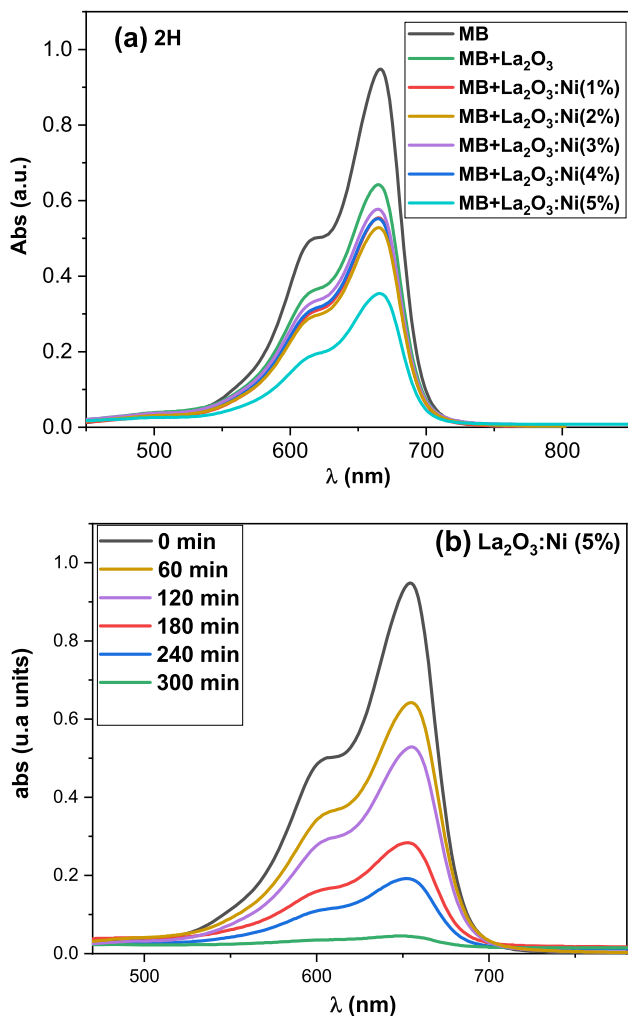 (a) 2H
MB
MB+La₂O₃
MB+La₂O₃:Ni(1%)
MB+La₂O₃:Ni(2%)
MB+La₂O₃:Ni(3%)
MB+La₂O₃:Ni(4%)
MB+La₂O₃:Ni(5%)
1.0
0.8
0.6
0.4
0.2
0.0
Abs (a.u.)
500 600 700 800
λ (nm)
(b) La₂O₃:Ni (5%)
0 min
60 min
120 min
180 min
240 min
300 min
1.0
0.8
0.6
0.4
0.2
0.0
abs (u.a units)
500 600 700
λ (nm)